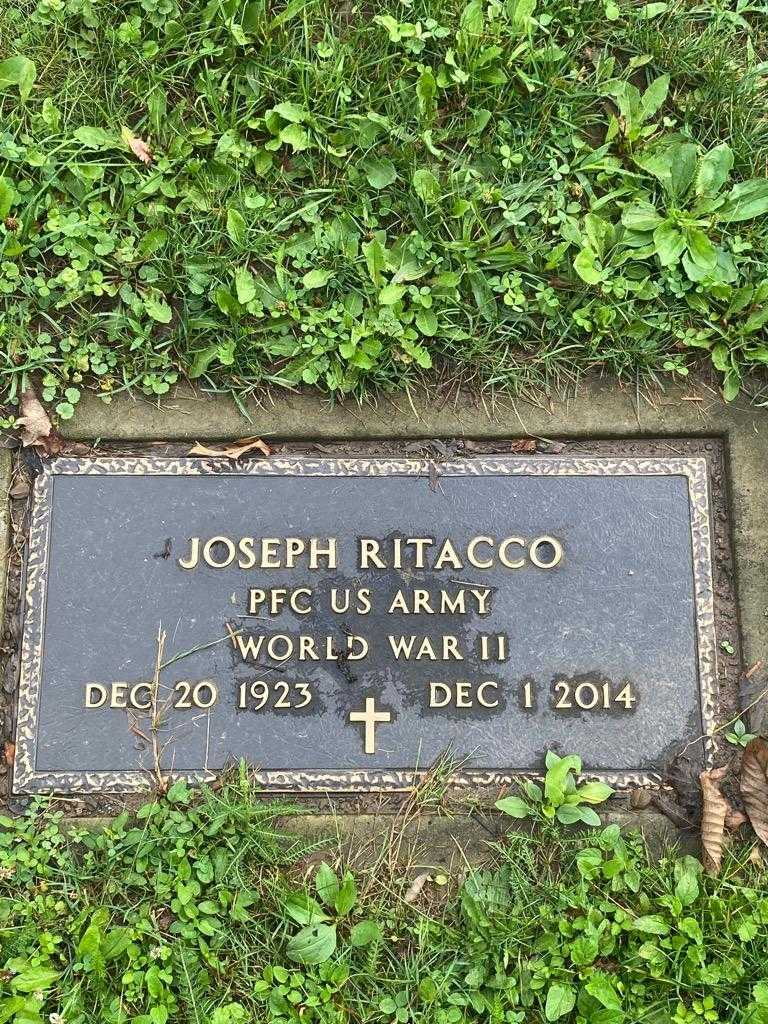 JOSEPH RITACCO
PFC US ARMY
WORLD WAR II
DEC 20 1923 DEC 1 2014